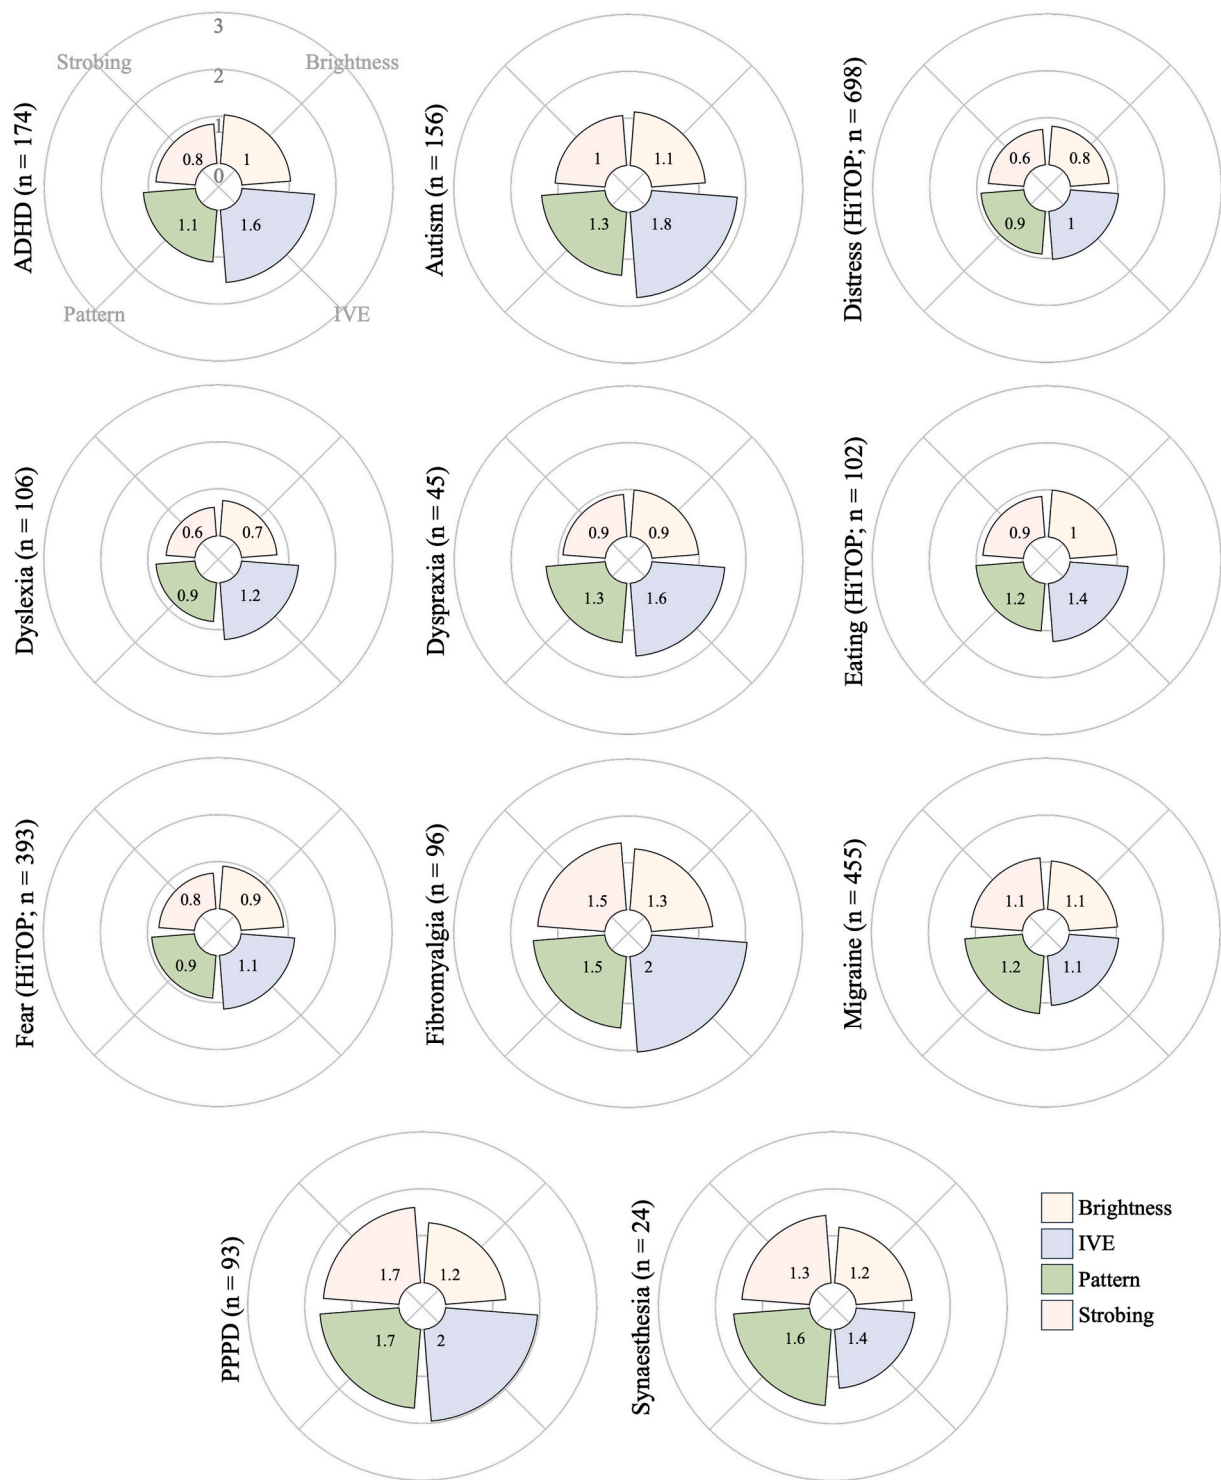 ADHD (n = 174)
Strobing
Brightness
Pattern
IVE
3
2
1
0
0.8
1
1.1
1.6
Autism (n = 156)
1
1.1
1.3
1.8
Distress (HiTOP; n = 698)
0.6
0.8
0.9
1
Dyslexia (n = 106)
0.6
0.7
0.9
1.2
Dyspraxia (n = 45)
0.9
0.9
1.3
1.6
Eating (HiTOP; n = 102)
0.9
1
1.2
1.4
Fear (HiTOP; n = 393)
0.8
0.9
0.9
1.1
Fibromyalgia (n = 96)
1.5
1.3
1.5
2
Migraine (n = 455)
1.1
1.1
1.2
1.1
PPPD (n = 93)
1.7
1.2
1.7
2
Synaesthesia (n = 24)
1.3
1.2
1.6
1.4
Brightness
IVE
Pattern
Strobing